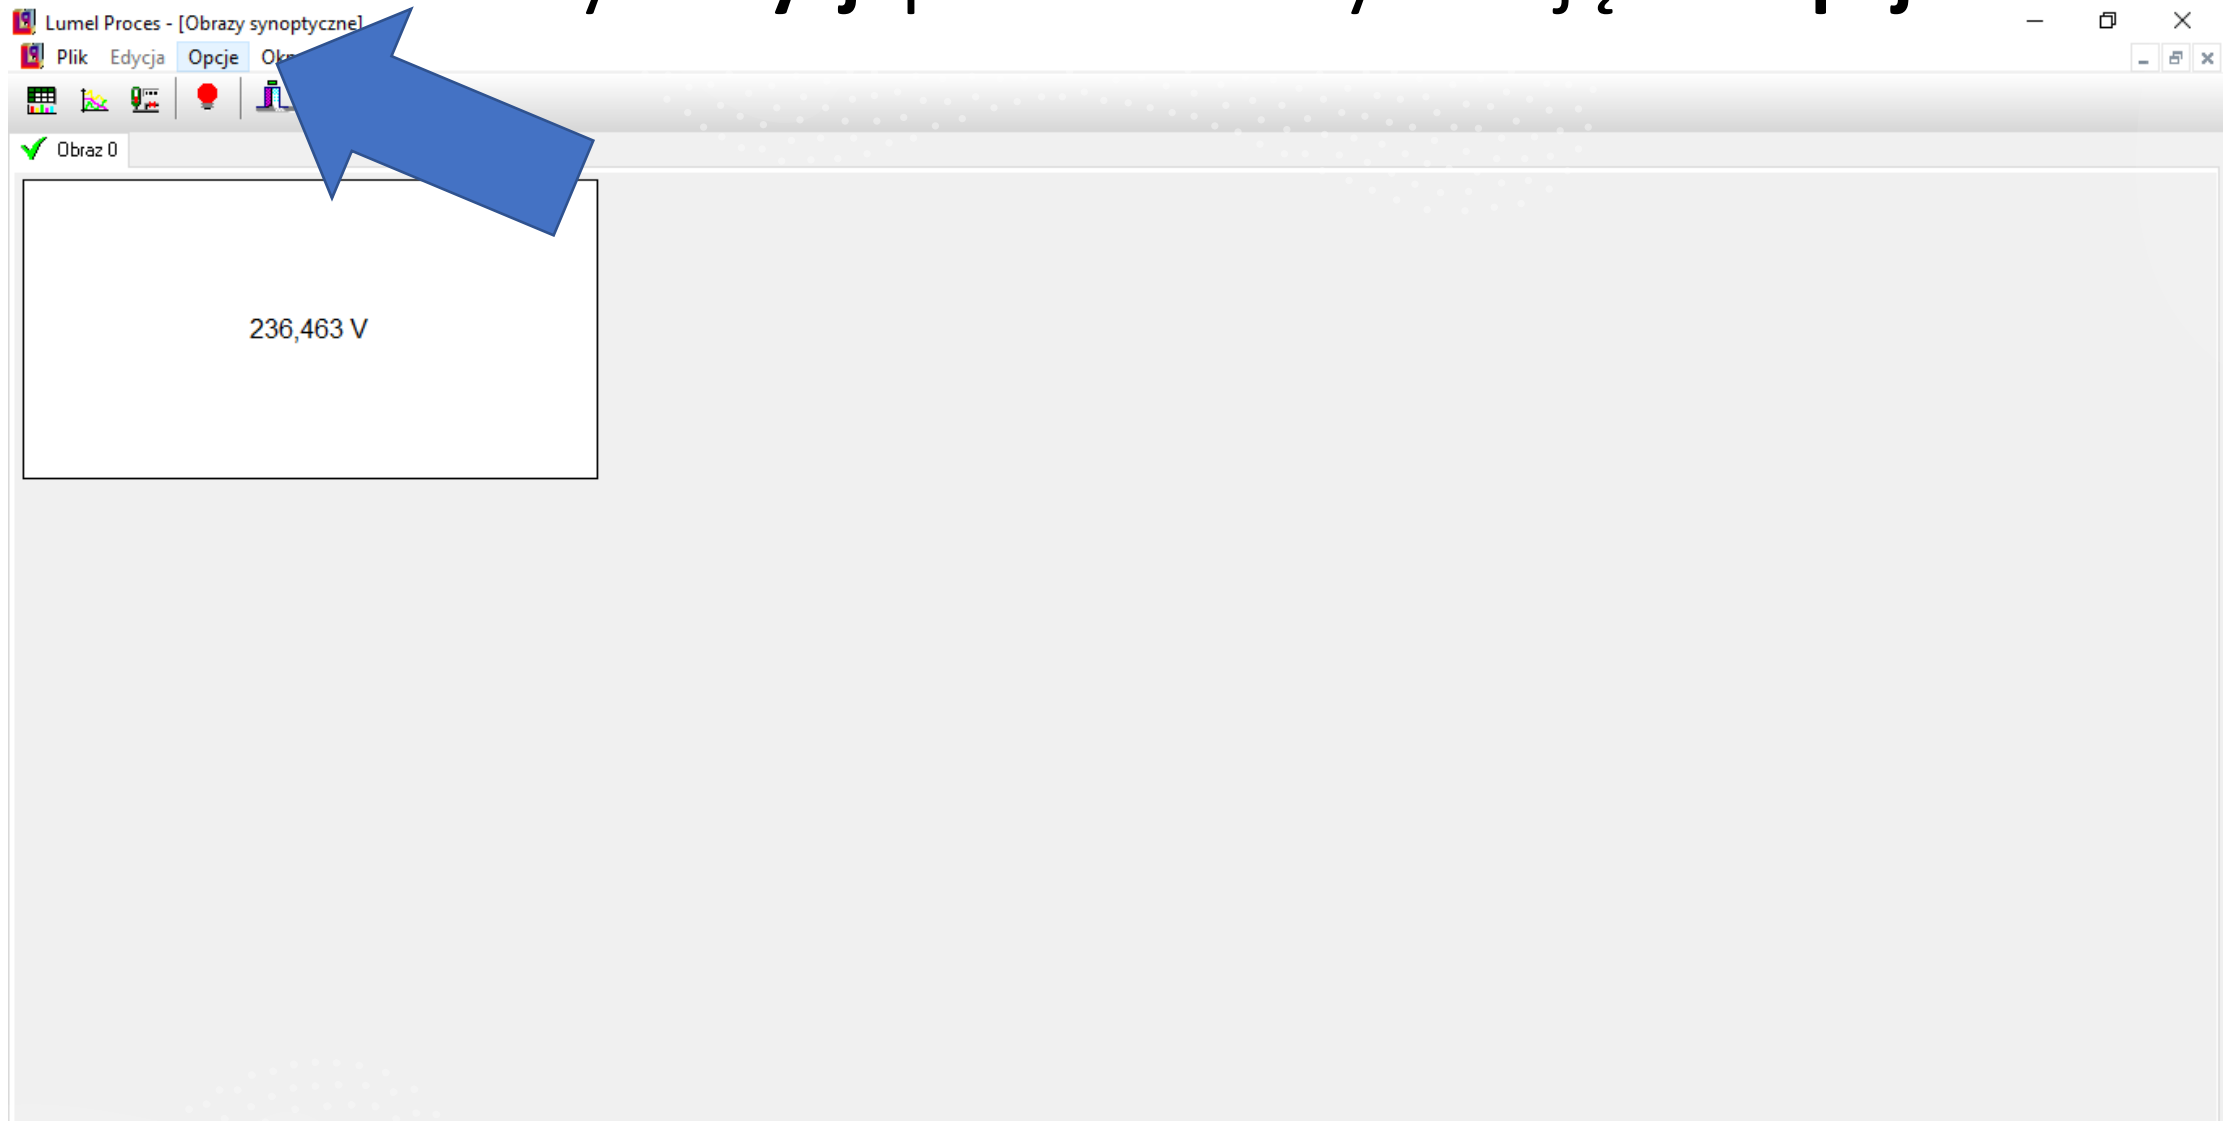 Lumel Proces - [Obrazy synoptyczne]
Plik Edycja Opcje
Obraz 0
236,463 V